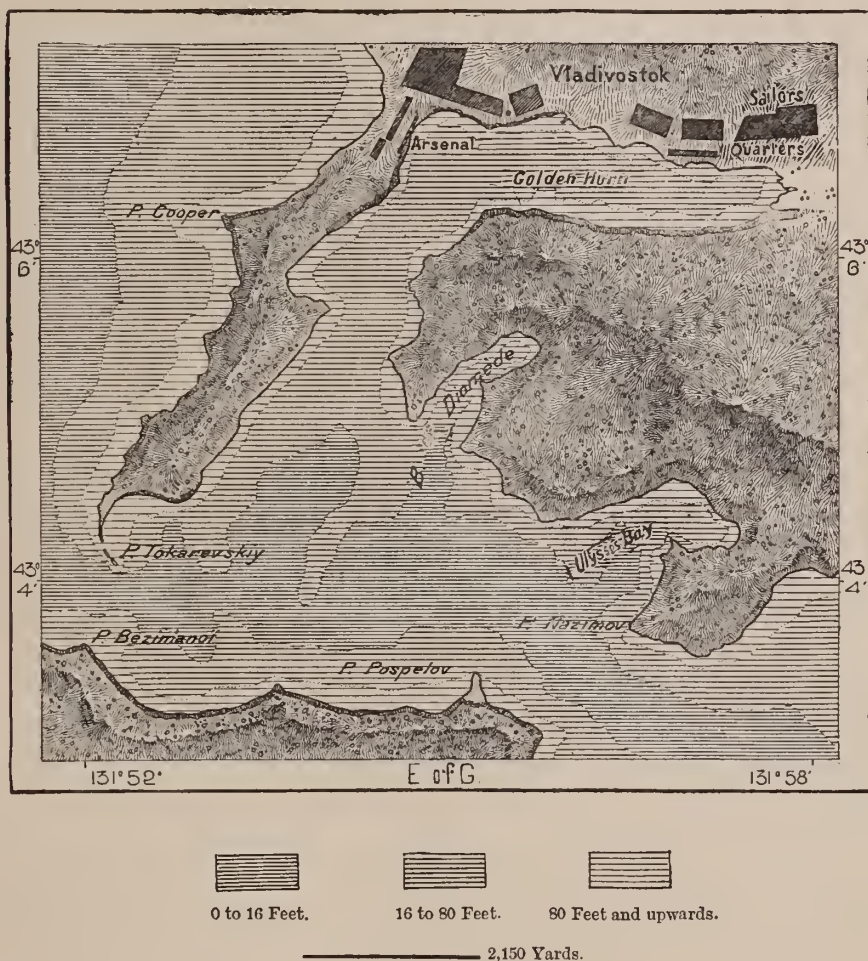 Vladivostok
Sailors
Arsenal
Quarters
Golden Horn
P. Cooper
43°
6'
43°
6'
Diomede
P. Tokarevskiy
Ulysses Bay
43°
4'
43°
4'
P. Bezimanoi
P. Nazimov
P. Pospelov
131°52'
E of G.
131°58'
0 to 16 Feet.
16 to 80 Feet.
80 Feet and upwards.
2,150 Yards.